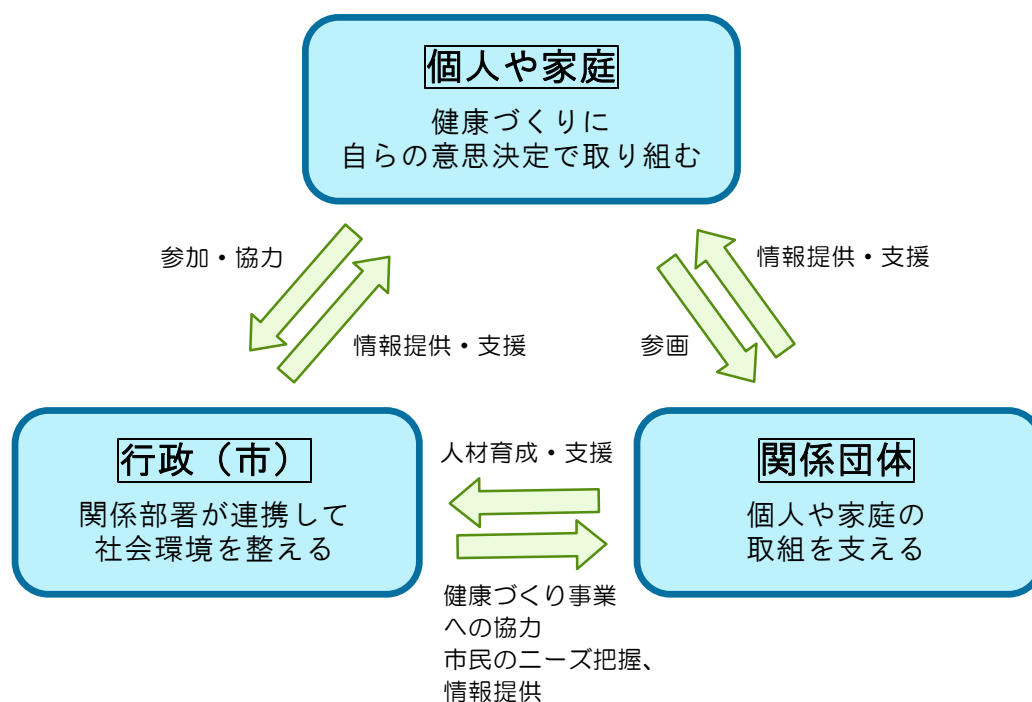 個人や家庭
健康づくりに
自らの意思決定で取り組む
参加・協力
情報提供・支援
情報提供・支援
参画
行政（市）
関係部署が連携して
社会環境を整える
人材育成・支援
健康づくり事業
への協力
市民のニーズ把握、
情報提供
関係団体
個人や家庭の
取組を支える